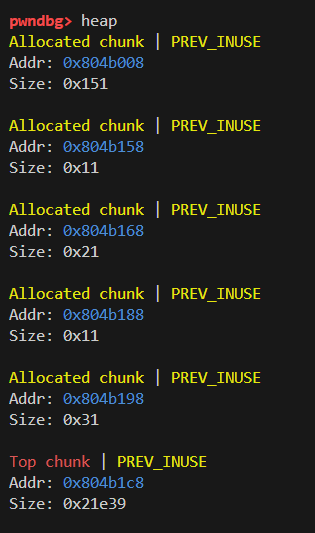 pwndbg> heap
Allocated chunk | PREV_INUSE
Addr: 0x804b008
Size: 0x151
Allocated chunk | PREV_INUSE
Addr: 0x804b158
Size: 0x11
Allocated chunk | PREV_INUSE
Addr: 0x804b168
Size: 0x21
Allocated chunk | PREV_INUSE
Addr: 0x804b188
Size: 0x11
Allocated chunk | PREV_INUSE
Addr: 0x804b198
Size: 0x31
Top chunk | PREV_INUSE
Addr: 0x804b1c8
Size: 0x21e39